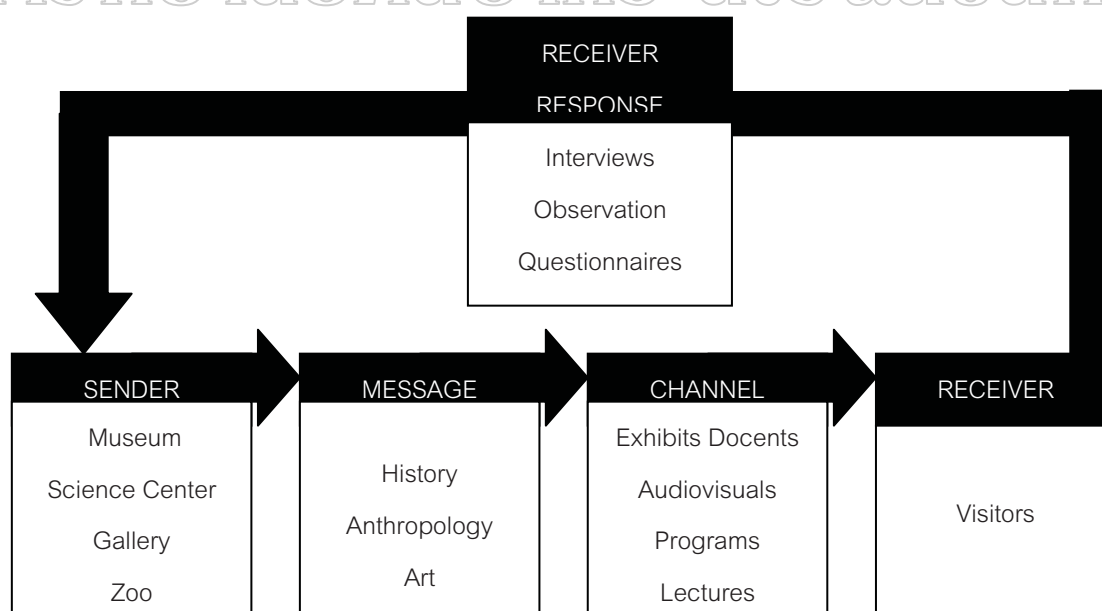 RECEIVER
RESPONSE
Interviews
Observation
Questionnaires
SENDER
Museum
Science Center
Gallery
Zoo
MESSAGE
History
Anthropology
Art
CHANNEL
Exhibits Docents
Audiovisuals
Programs
Lectures
RECEIVER
Visitors